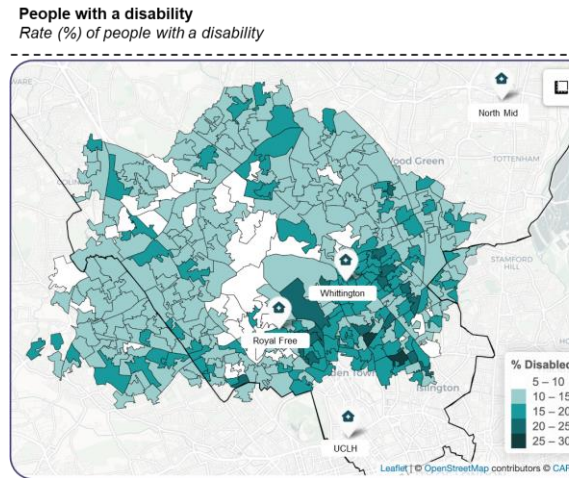 People with a disability
Rate (%) of people with a disability
North Mid
Wood Green
TOTTENHAM
STAMFORD
HILL
Whittington
Royal Free
Islington
UCLH
% Disabled
5 – 10
10 – 15
15 – 20
20 – 25
25 – 30
Leaflet | © OpenStreetMap contributors © CAR